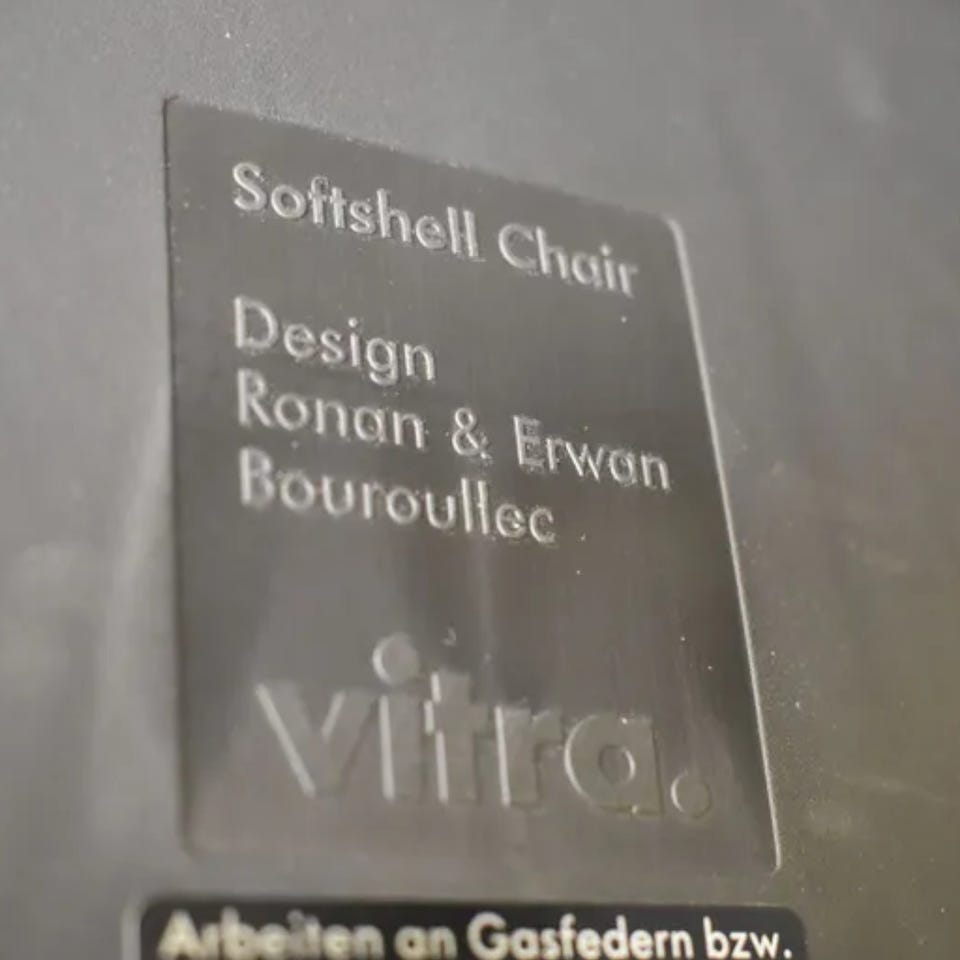 Softshell Chair
Design
Ronan & Erwan
Bouroullec
vitra.
Arbeiten an Gasfedern bzw.